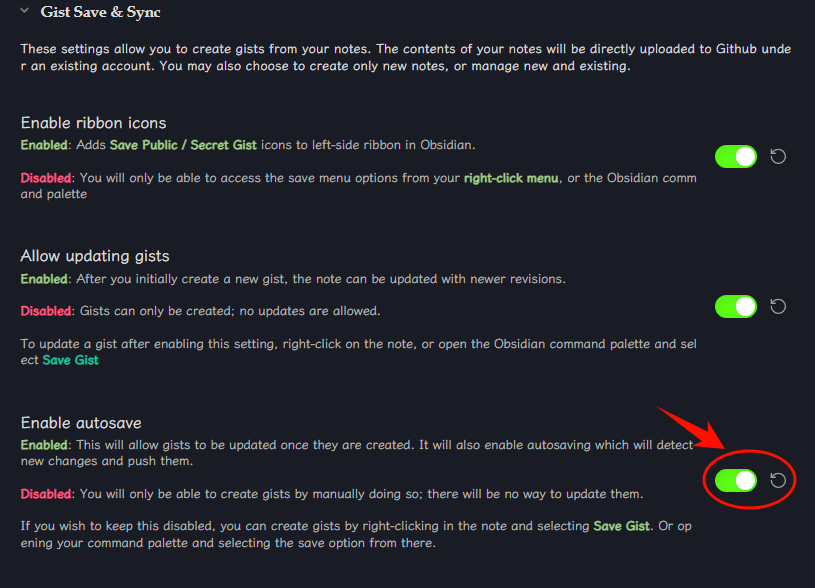 Gist Save & Sync
These settings allow you to create gists from your notes. The contents of your notes will be directly uploaded to Github unde
r an existing account. You may also choose to create only new notes, or manage new and existing.
Enable ribbon icons
Enabled: Adds Save Public / Secret Gist icons to left-side ribbon in Obsidian.
Disabled: You will only be able to access the save menu options from your right-click menu, or the Obsidian comm
and palette
Allow updating gists
Enabled: After you initially create a new gist, the note can be updated with newer revisions.
Disabled: Gists can only be created; no updates are allowed.
To update a gist after enabling this setting, right-click on the note, or open the Obsidian command palette and sel
ect Save Gist
Enable autosave
Enabled: This will allow gists to be updated once they are created. It will also enable autosaving which will detect
new changes and push them.
Disabled: You will only be able to create gists by manually doing so; there will be no way to update them.
If you wish to keep this disabled, you can create gists by right-clicking in the note and selecting Save Gist. Or op
ening your command palette and selecting the save option from there.